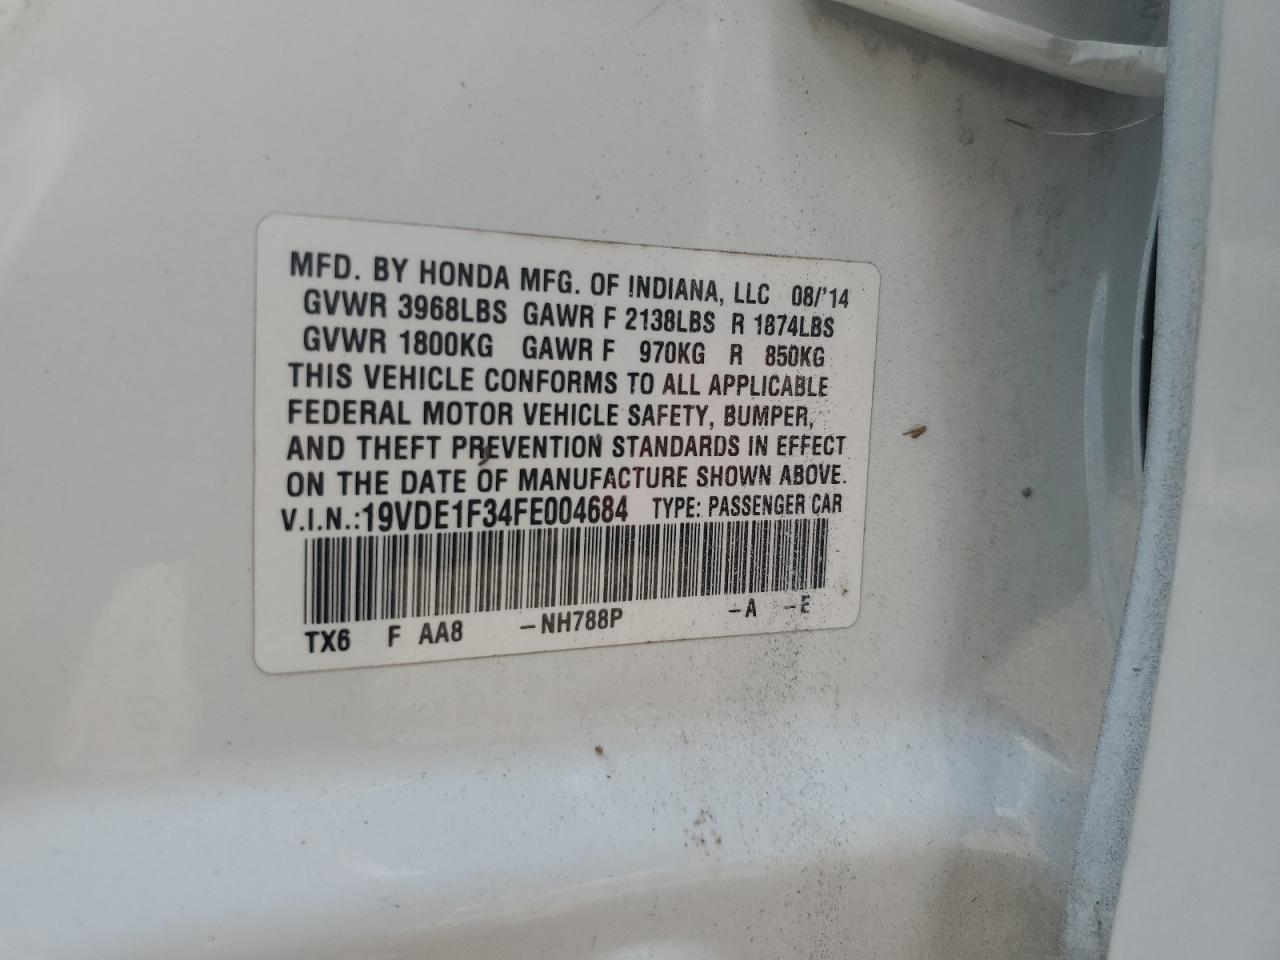 MFD. BY HONDA MFG. OF INDIANA, LLC 08/'14
GVWR 3968LBS GAWR F 2138LBS R 1874LBS
GVWR 1800KG GAWR F 970KG R 850KG
THIS VEHICLE CONFORMS TO ALL APPLICABLE
FEDERAL MOTOR VEHICLE SAFETY, BUMPER,
AND THEFT PREVENTION STANDARDS IN EFFECT
ON THE DATE OF MANUFACTURE SHOWN ABOVE.
V.I.N.:19VDE1F34FE004684 TYPE: PASSENGER CAR
TX6 F AA8 -NH788P -A -E